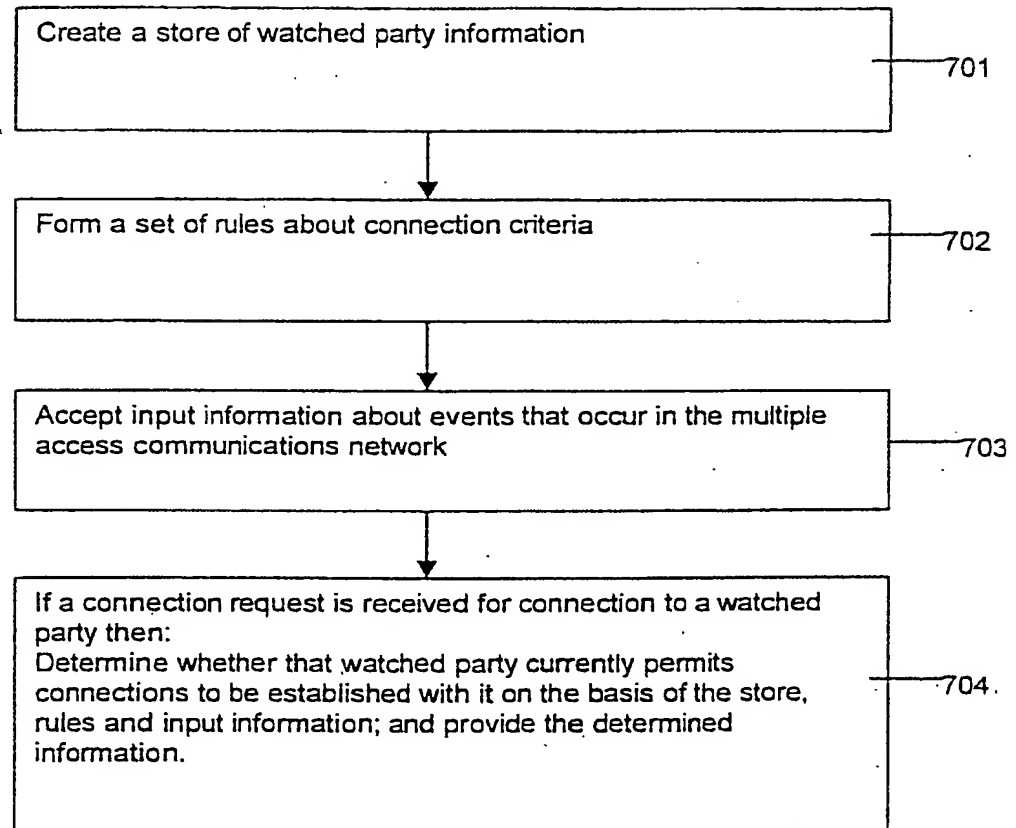 Create a store of watched party information
701
Form a set of rules about connection criteria
702
Accept input information about events that occur in the multiple
access communications network
703
If a connection request is received for connection to a watched
party then:
Determine whether that watched party currently permits
connections to be established with it on the basis of the store,
rules and input information; and provide the determined
information.
704.